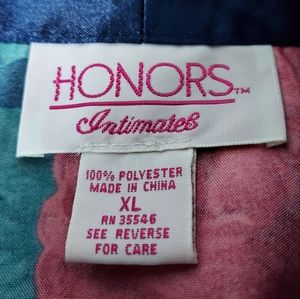 HONORS™
Intimates
100% POLYESTER
MADE IN CHINA
XL
RN 35546
SEE REVERSE
FOR CARE